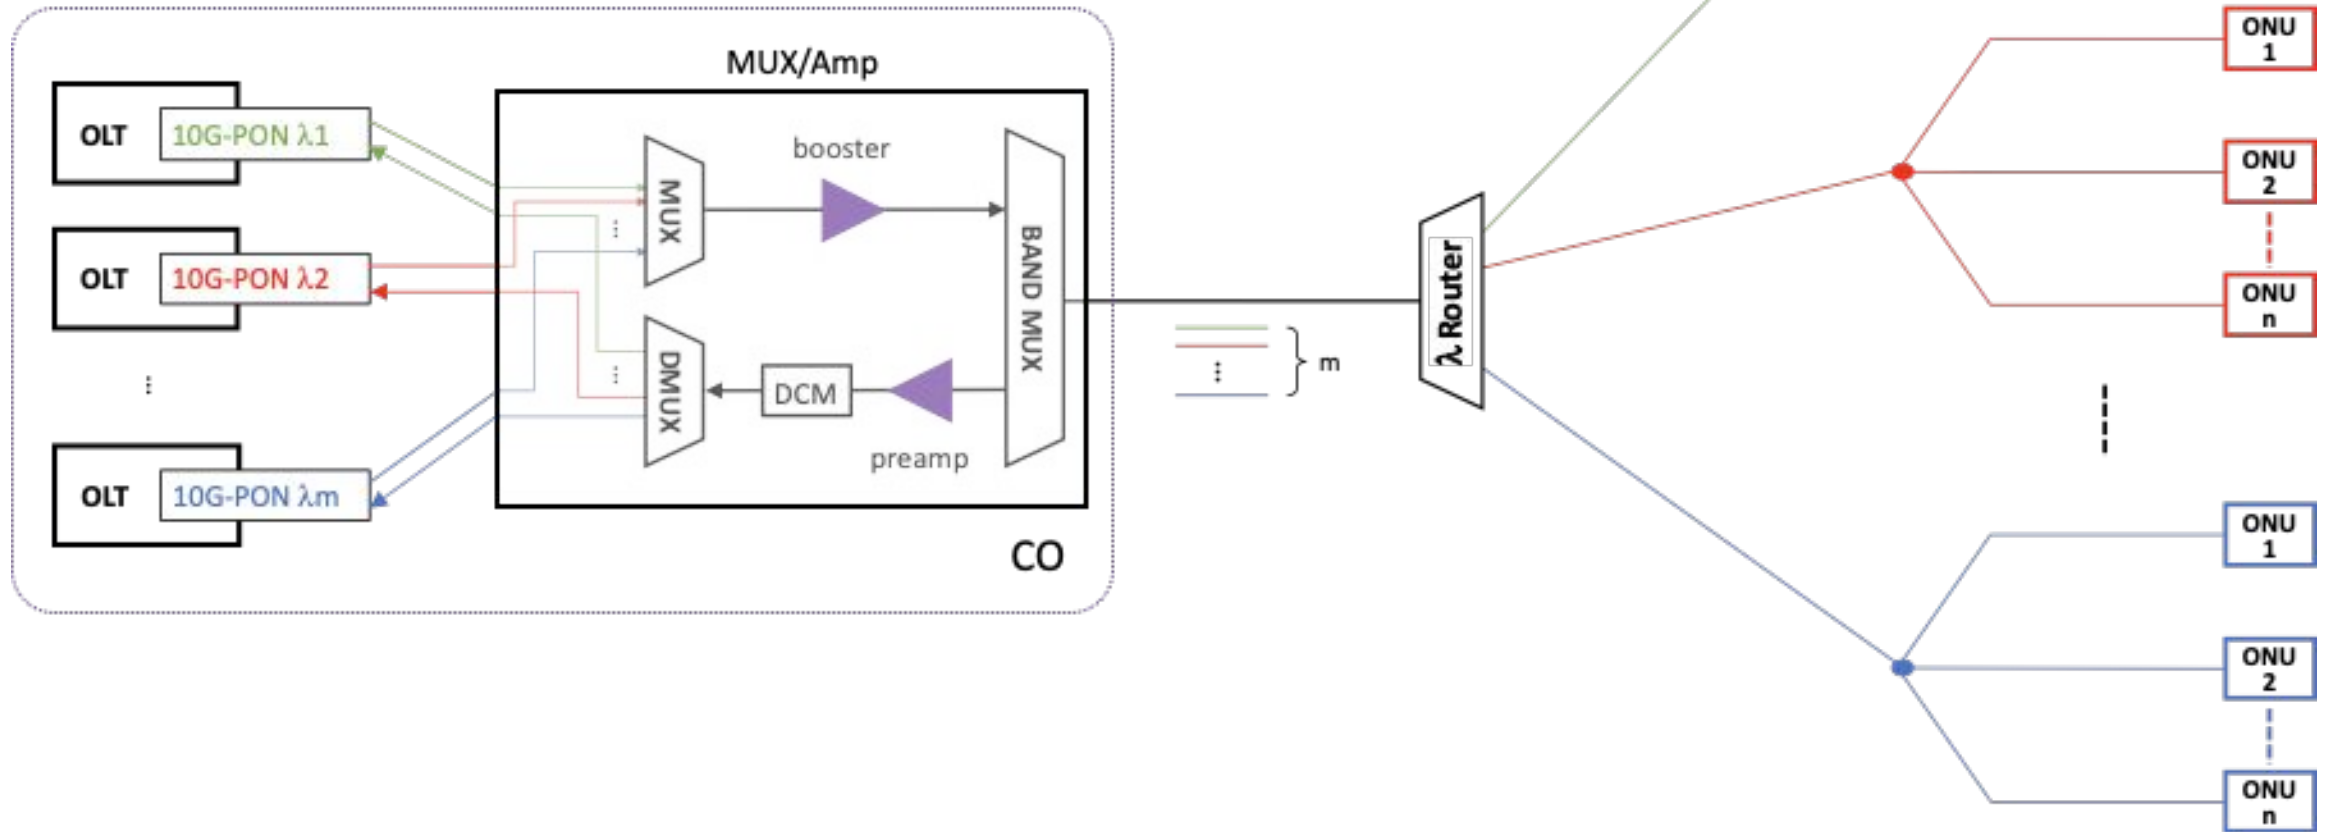 MUX/Amp
OLT
10G-PON λ1
OLT
10G-PON λ2
OLT
10G-PON λm
MUX
booster
BAND MUX
DMUX
DCM
preamp
CO
m
λ Router
ONU
1
ONU
2
ONU
n
ONU
1
ONU
2
ONU
n